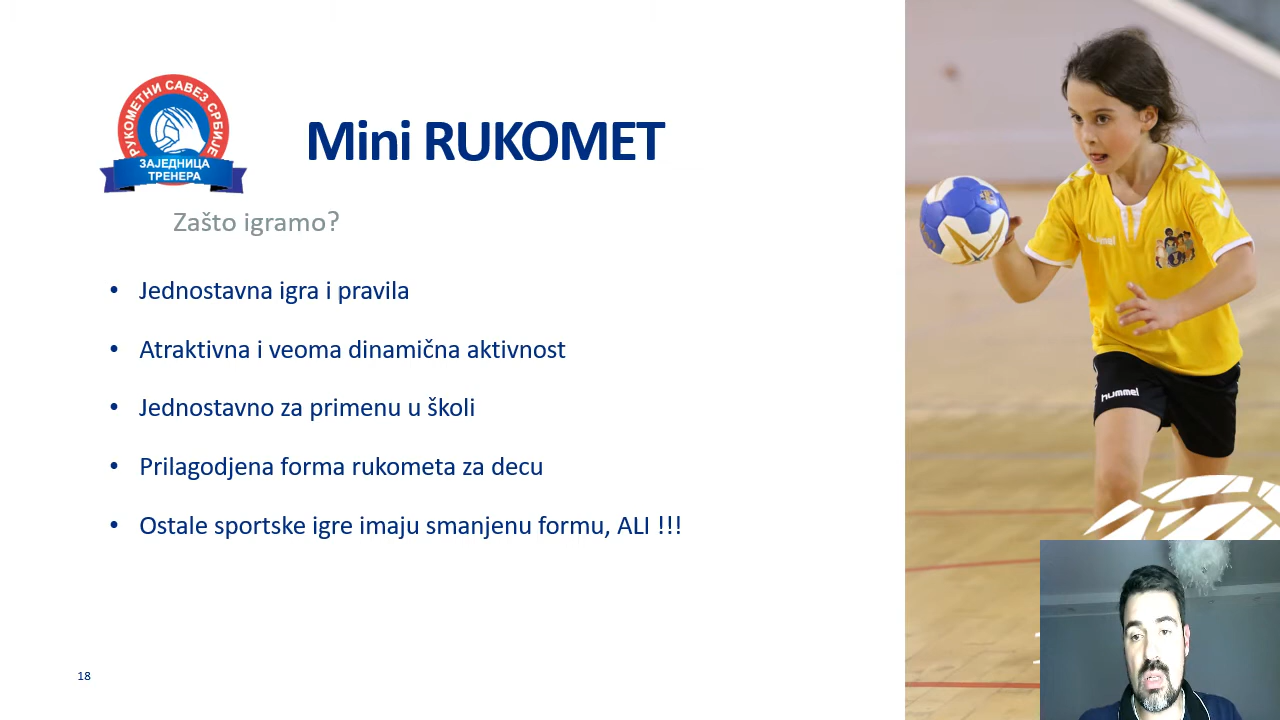 РУКОМЕТНИ САВЕЗ СРБИЈЕ
ЗАЈЕДНИЦА
ТРЕНЕРА
Mini RUKOMET
Zašto igramo?
• Jednostavna igra i pravila
• Atraktivna i veoma dinamična aktivnost
• Jednostavno za primenu u školi
• Prilagodjena forma rukometa za decu
• Ostale sportske igre imaju smanjenu formu, ALI !!!
18
hummel
hummel